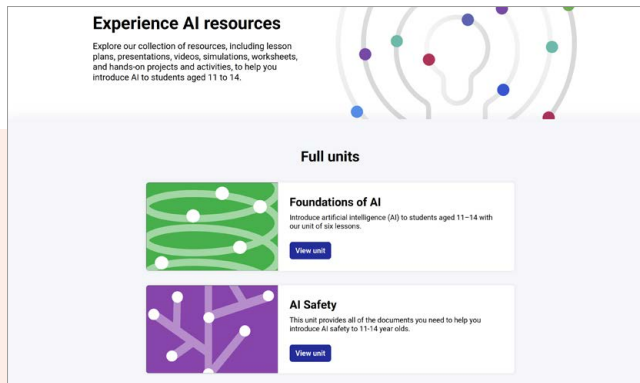 Experience AI resources
Explore our collection of resources, including lesson
plans, presentations, videos, simulations, worksheets,
and hands-on projects and activities, to help you
introduce AI to students aged 11 to 14.
Full units
Foundations of AI
Introduce artificial intelligence (AI) to students aged 11–14 with
our unit of six lessons.
View unit
AI Safety
This unit provides all of the documents you need to help you
introduce AI safety to 11-14 year olds.
View unit